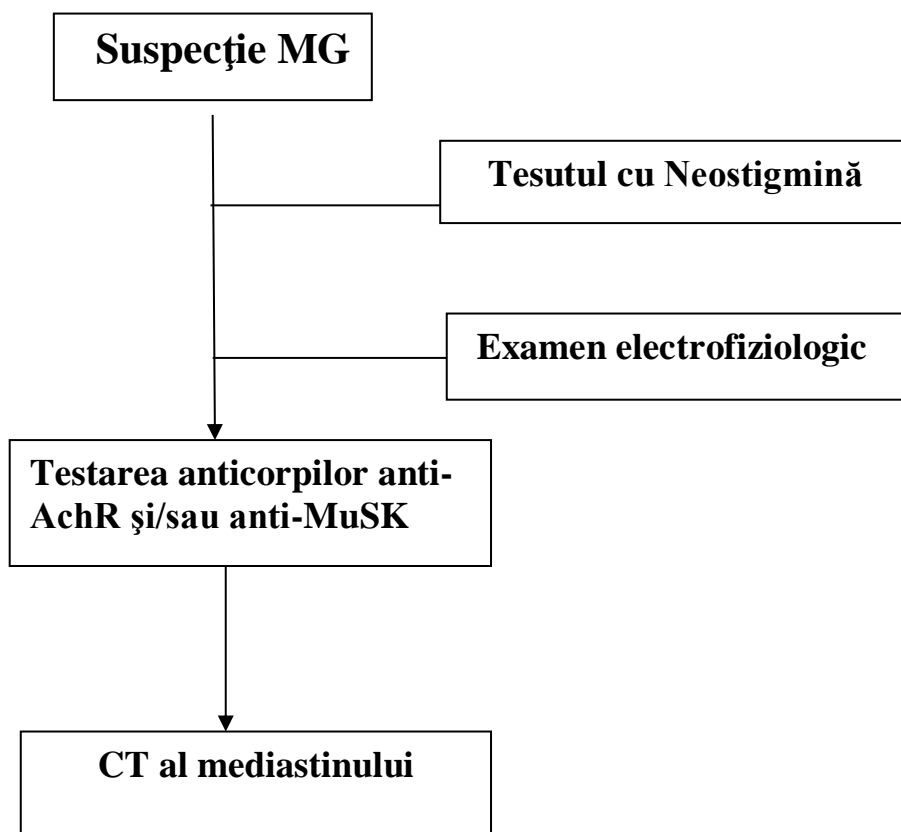 Suspecţie MG
Tesutul cu Neostigmină
Examen electrofiziologic
Testarea anticorpilor anti-
AchR şi/sau anti-MuSK
CT al mediastinului